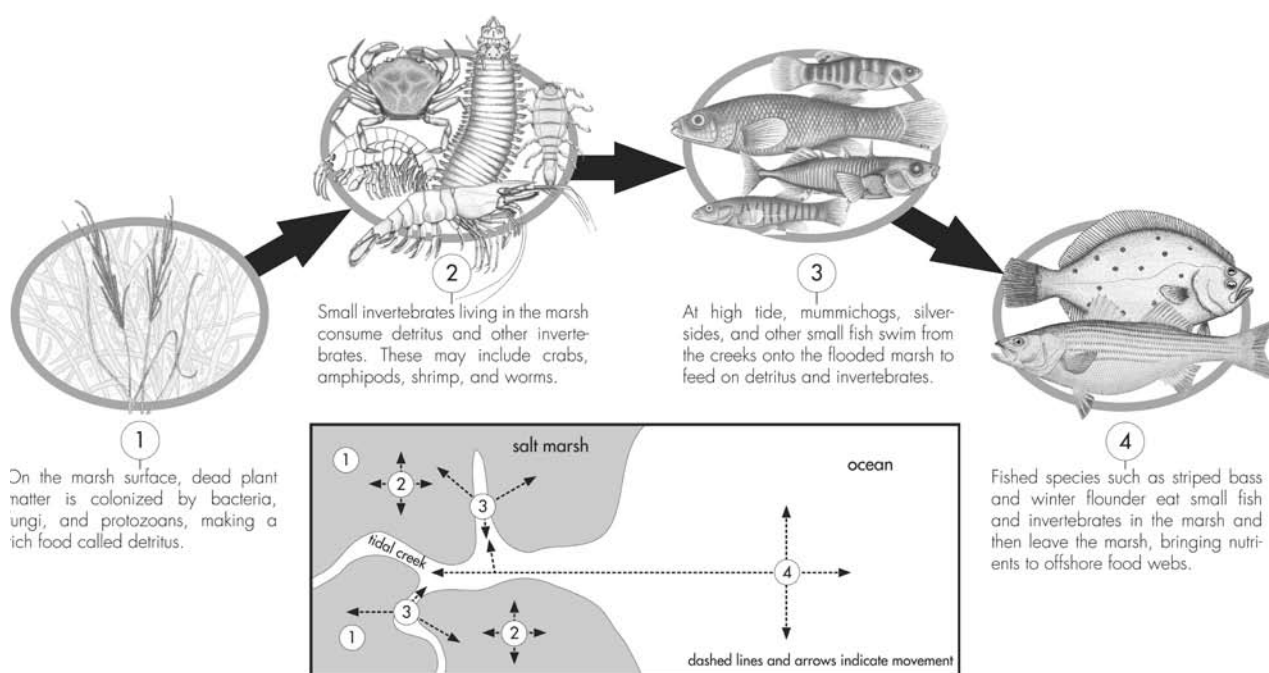 1
On the marsh surface, dead plant
matter is colonized by bacteria,
ungi, and protozoans, making a
ich food called detritus.
2
Small invertebrates living in the marsh
consume detritus and other inverte-
brates. These may include crabs,
amphipods, shrimp, and worms.
3
At high tide, mummichogs, silver-
sides, and other small fish swim from
the creeks onto the flooded marsh to
feed on detritus and invertebrates.
4
Fished species such as striped bass
and winter flounder eat small fish
and invertebrates in the marsh and
then leave the marsh, bringing nutri-
ents to offshore food webs.
salt marsh
ocean
1
2
3
tidal creek
4
3
1
2
dashed lines and arrows indicate movement